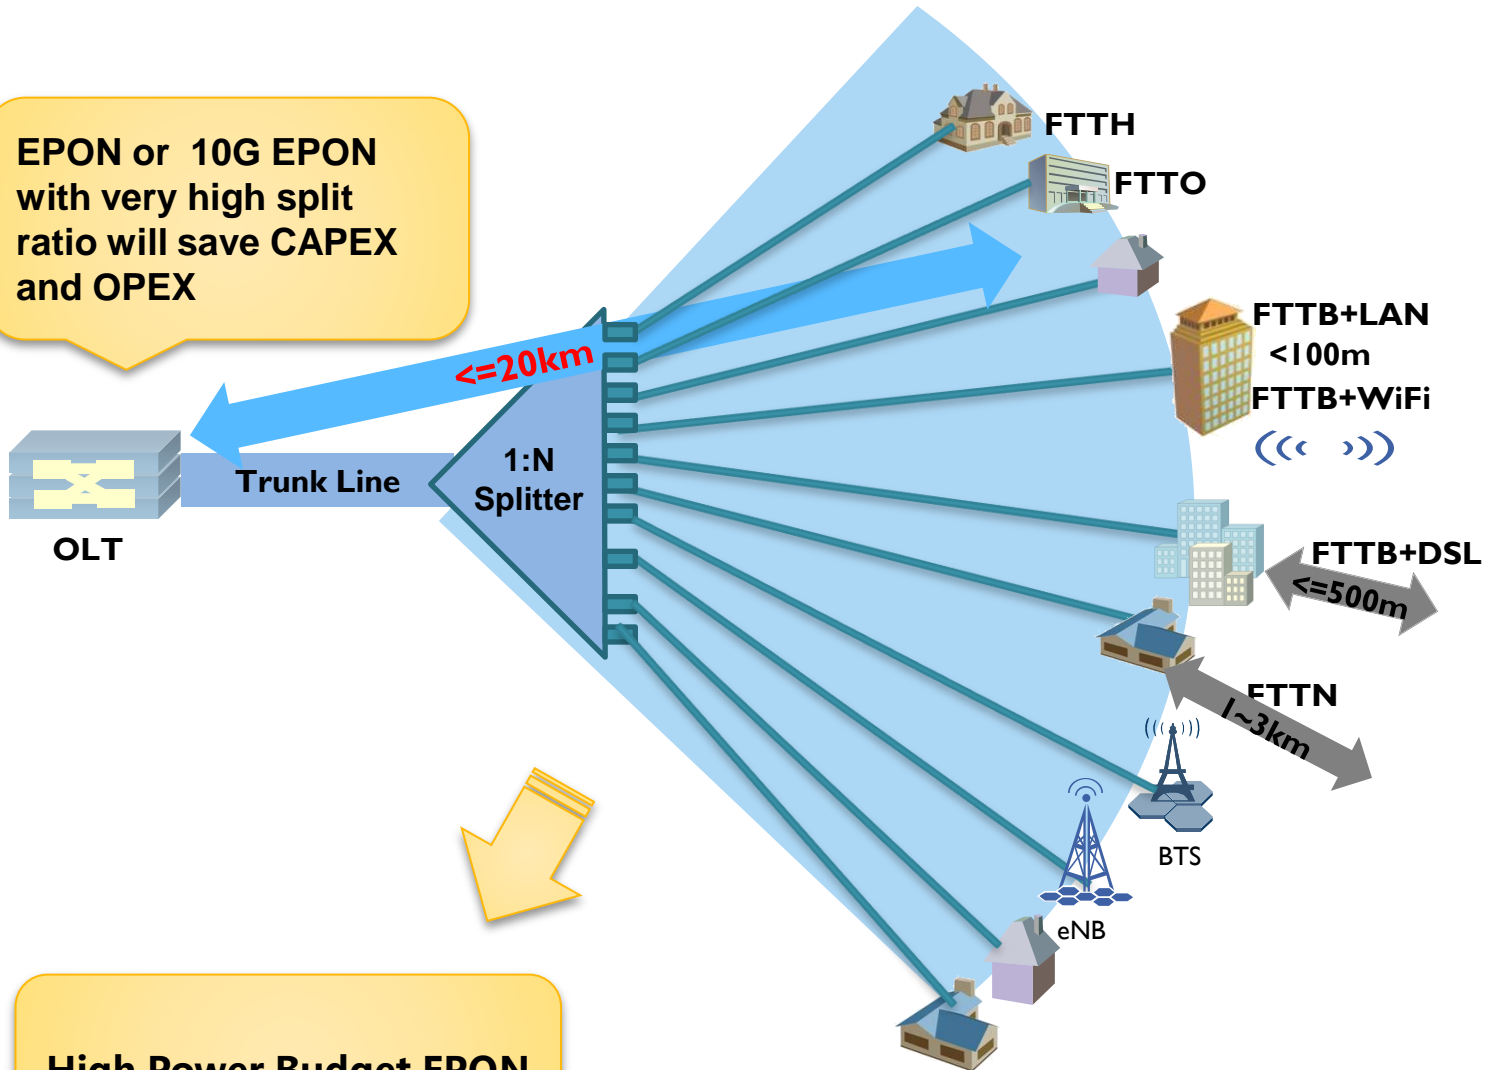 EPON or 10G EPON
with very high split
ratio will save CAPEX
and OPEX
FTTH
FTTO
<=20km
FTTB+LAN
<100m
FTTB+WiFi
Trunk Line
1:N
Splitter
OLT
FTTB+DSL
<=500m
FTTN
1~3km
BTS
eNB
High Power Budget EPON